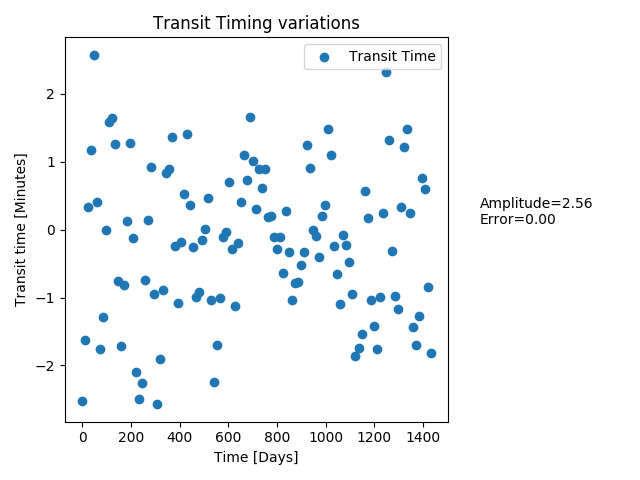 Transit Timing variations
Transit Time
Transit time [Minutes]
2
1
0
−1
−2
0 200 400 600 800 1000 1200 1400
Time [Days]
Amplitude=2.56
Error=0.00